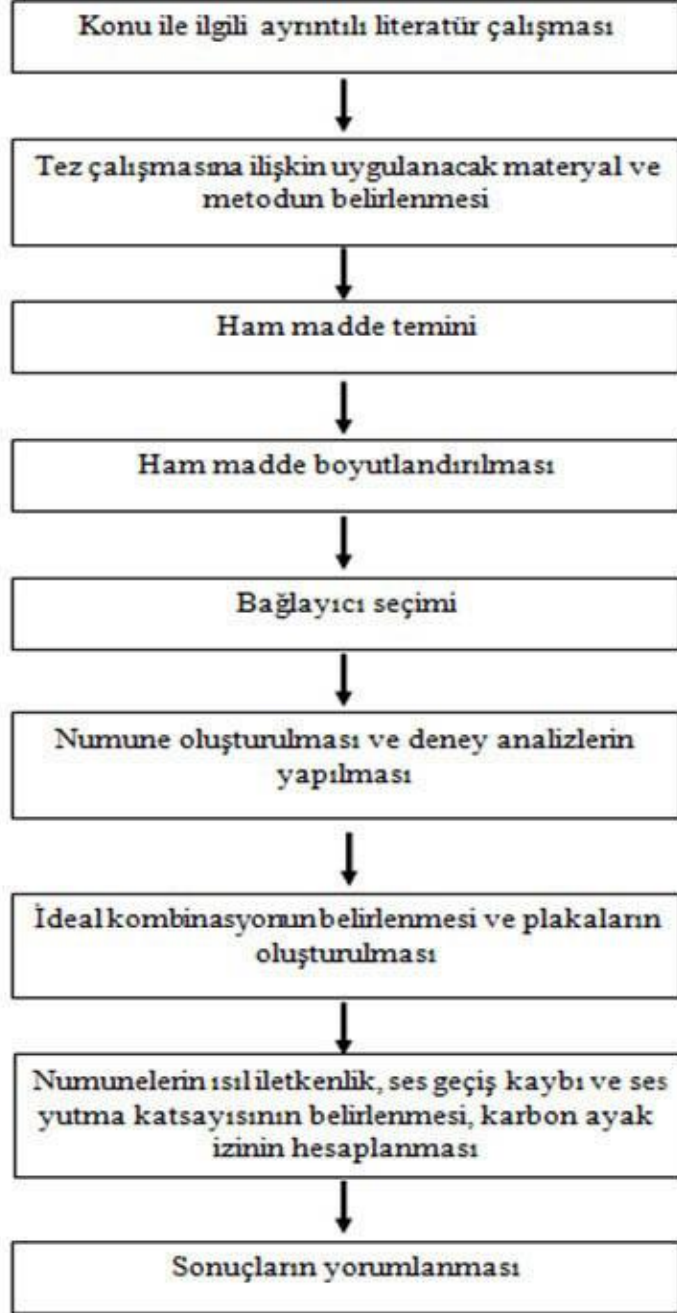 Konu ile ilgili ayrıntılı literatür çalışması
Tez çalışmasına ilişkin uygulanacak materyal ve
metodun belirlenmesi
Ham madde temini
Ham madde boyutlandırılması
Bağlayıcı seçimi
Numune oluşturulması ve deney analizlerin
yapılması
İdeal kombinasyonun belirlenmesi ve plakaların
oluşturulması
Numunelerin ısıl iletkenlik, ses geçiş kaybı ve ses
yutma katsayısının belirlenmesi, karbon ayak
izinin hesaplanması
Sonuçların yorumlanması